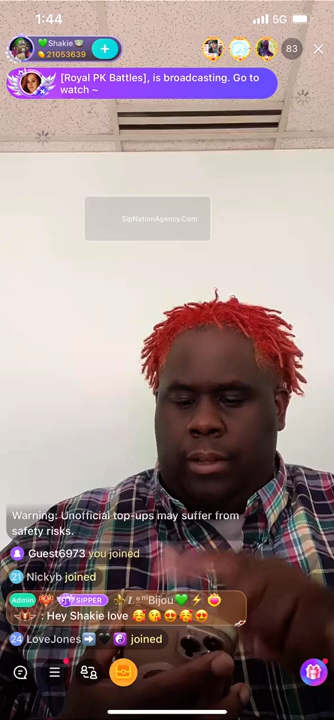 1:44
5G
💚Shakie
21053639
83
[Royal PK Battles], is broadcasting. Go to
watch ~
SipNationAgency.Com
Warning: Unofficial top-ups may suffer from
safety risks.
Guest6973 you joined
21 Nickyb joined
Admin SIPPER LᵒⁿⁱBijou💚⚡💘
: Hey Shakie love 🥰😘😍🥰😍
24 LoveJones➡️🖤☯️ joined